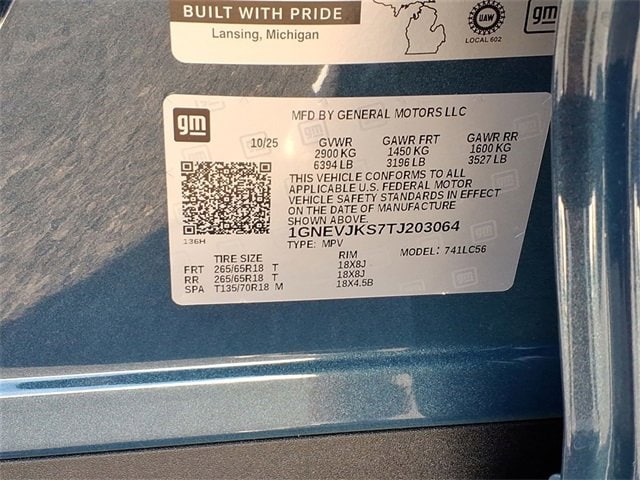 BUILT WITH PRIDE
Lansing, Michigan
UAW
LOCAL 602
gm
gm
MFD BY GENERAL MOTORS LLC
10/25 GVWR GAWR FRT GAWR RR
2900 KG 1450 KG 1600 KG
6394 LB 3196 LB 3527 LB
THIS VEHICLE CONFORMS TO ALL
APPLICABLE U.S. FEDERAL MOTOR
VEHICLE SAFETY STANDARDS IN EFFECT
ON THE DATE OF MANUFACTURE
SHOWN ABOVE.
1GNEVJKS7TJ203064
136H
TYPE: MPV MODEL: 741LC56
TIRE SIZE RIM
FRT 265/65R18 T 18X8J
RR 265/65R18 T 18X8J
SPA T135/70R18 M 18X4.5B